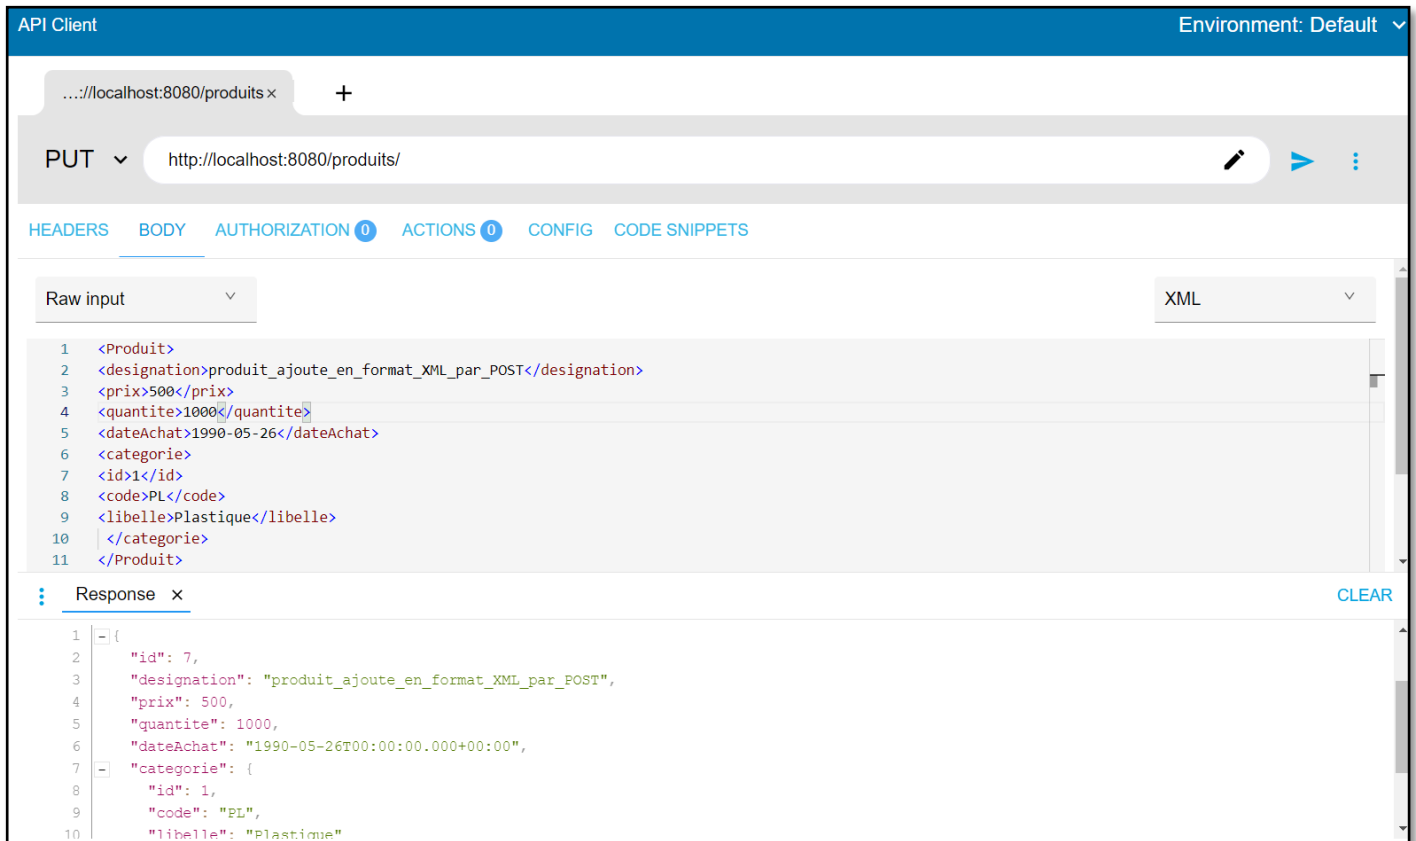 API Client
Environment: Default
...://localhost:8080/produits ×
+
PUT
http://localhost:8080/produits/
HEADERS BODY AUTHORIZATION 0 ACTIONS 0 CONFIG CODE SNIPPETS
Raw input
XML
1 <Produit>
2 <designation>produit_ajoute_en_format_XML_par_POST</designation>
3 <prix>500</prix>
4 <quantite>1000</quantite>
5 <dateAchat>1990-05-26</dateAchat>
6 <categorie>
7 <id>1</id>
8 <code>PL</code>
9 <libelle>Plastique</libelle>
10 </categorie>
11 </Produit>
Response ×
CLEAR
1 {
2 "id": 7,
3 "designation": "produit_ajoute_en_format_XML_par_POST",
4 "prix": 500,
5 "quantite": 1000,
6 "dateAchat": "1990-05-26T00:00:00.000+00:00",
7 "categorie": {
8 "id": 1,
9 "code": "PL",
10 "libelle": "Plastique"